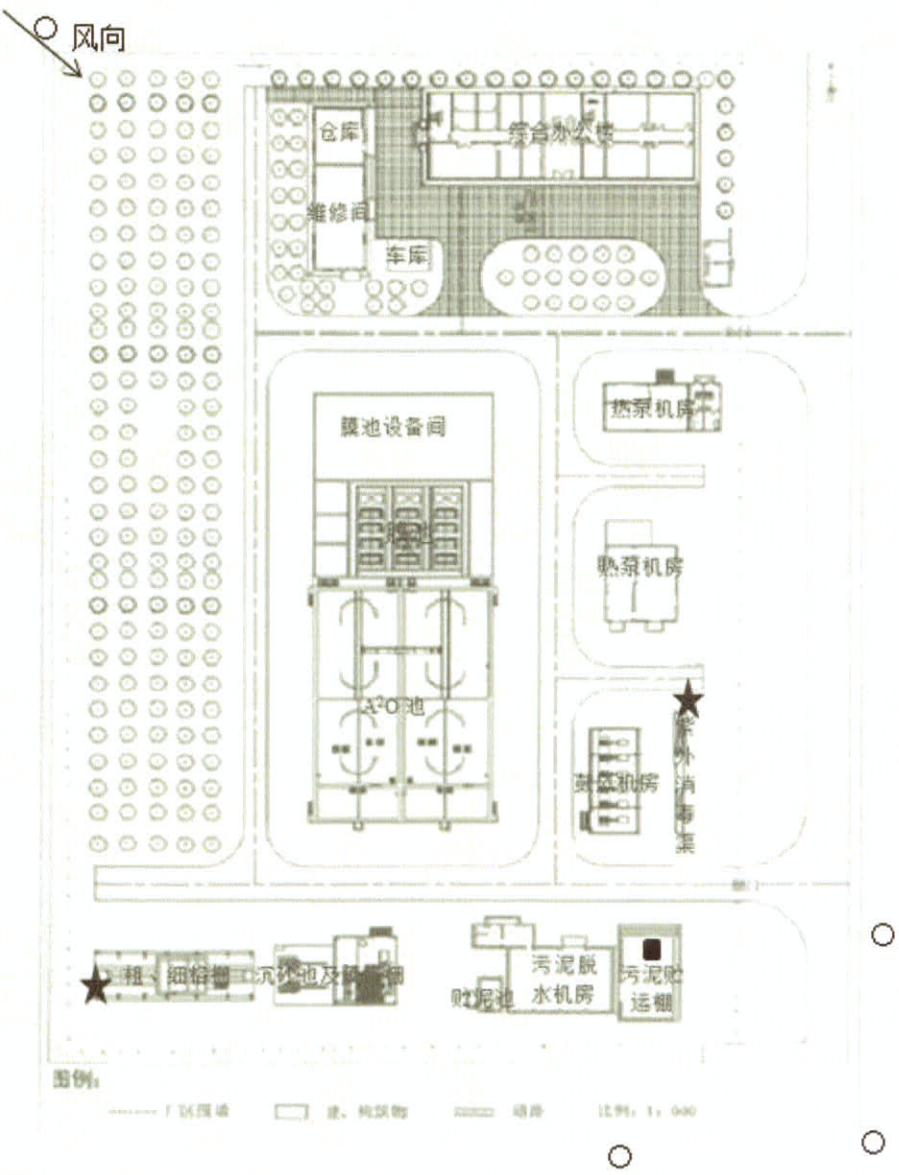 风向
仓库
综合办公楼
维修间
车库
膜池设备间
热泵机房
膜池
热泵机房
A²O池
鼓风机房
紫外消毒渠
粗、细格栅
沉砂池及
贮泥池
污泥脱
水机房
污泥贮
运棚
图例:
厂区围墙
建、构筑物
道路